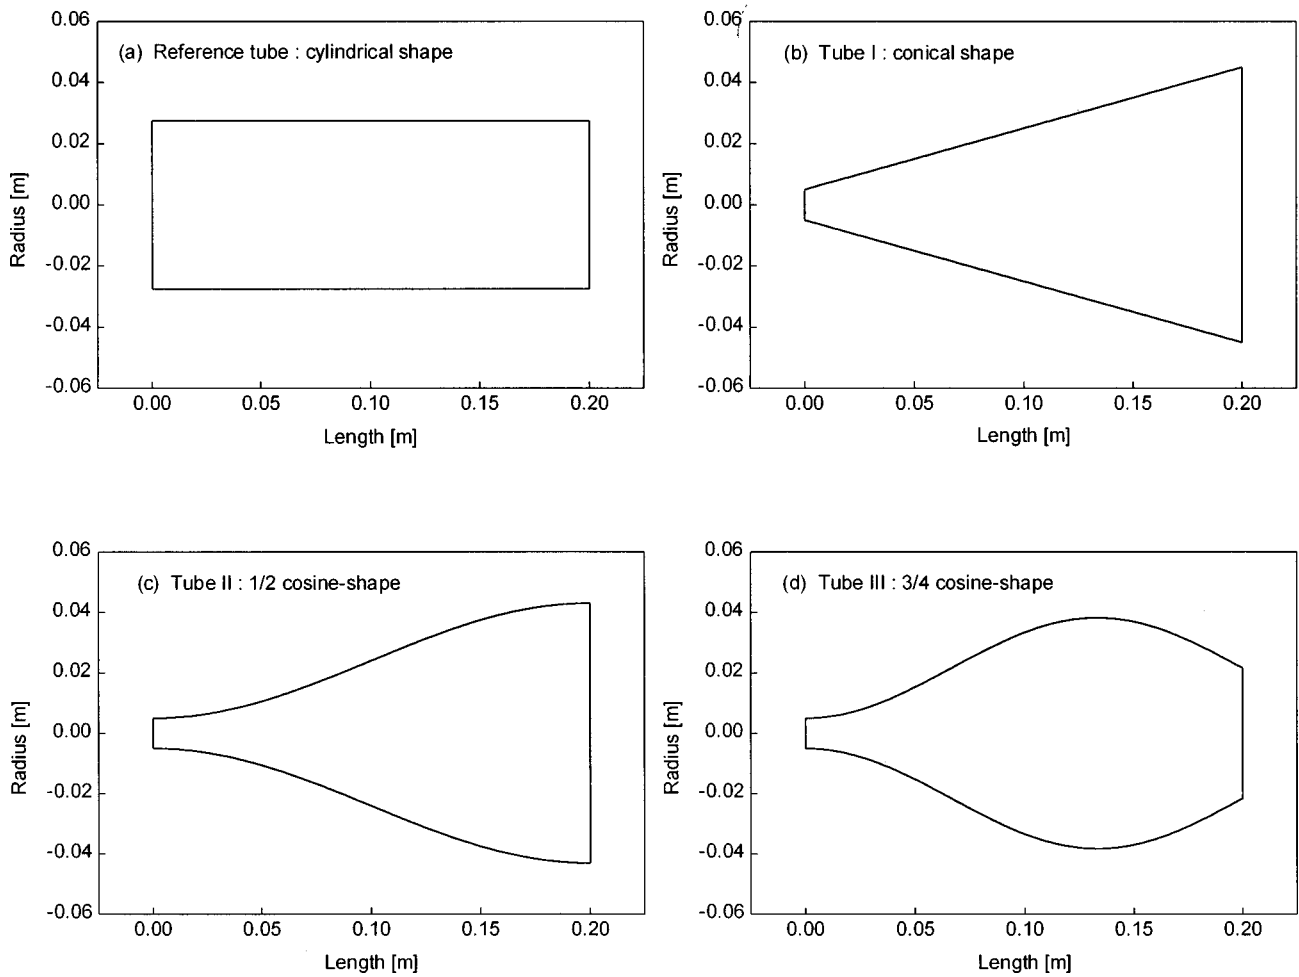 (a) Reference tube : cylindrical shape
0.06
0.04
0.02
0.00
-0.02
-0.04
-0.06
Radius [m]
0.00 0.05 0.10 0.15 0.20
Length [m]
(b) Tube I : conical shape
0.06
0.04
0.02
0.00
-0.02
-0.04
-0.06
Radius [m]
0.00 0.05 0.10 0.15 0.20
Length [m]
(c) Tube II : 1/2 cosine-shape
0.06
0.04
0.02
0.00
-0.02
-0.04
-0.06
Radius [m]
0.00 0.05 0.10 0.15 0.20
Length [m]
(d) Tube III : 3/4 cosine-shape
0.06
0.04
0.02
0.00
-0.02
-0.04
-0.06
Radius [m]
0.00 0.05 0.10 0.15 0.20
Length [m]